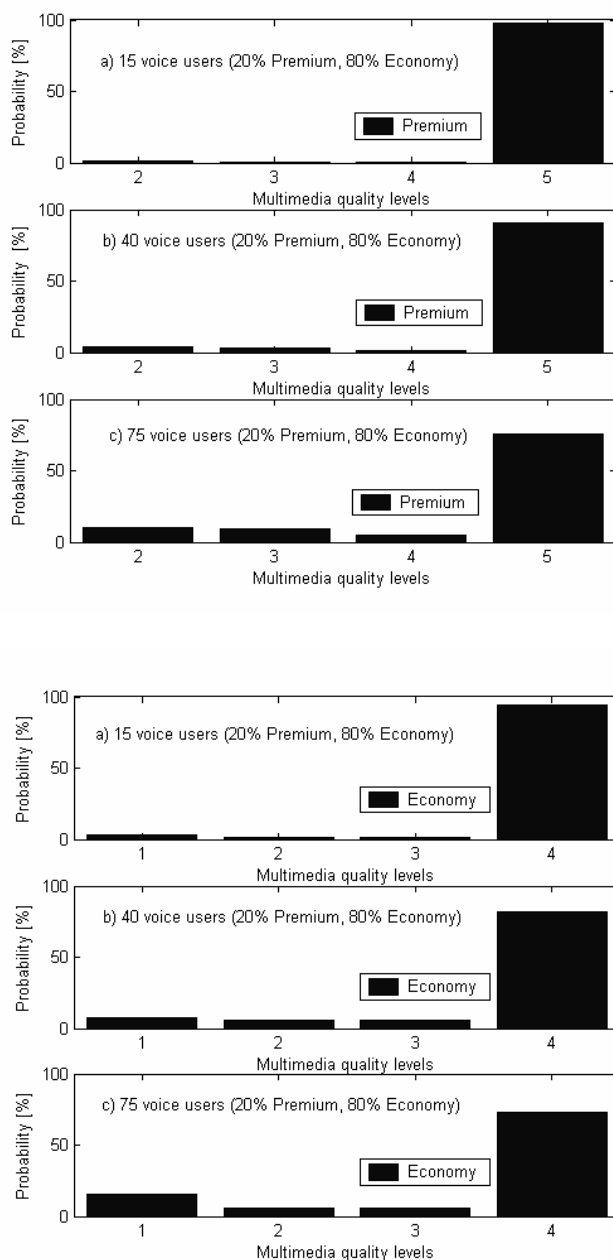 100
a) 15 voice users (20% Premium, 80% Economy)
50
Premium
0
2 3 4 5
Probability [%]
Multimedia quality levels
100
b) 40 voice users (20% Premium, 80% Economy)
50
Premium
0
2 3 4 5
Probability [%]
Multimedia quality levels
100
c) 75 voice users (20% Premium, 80% Economy)
50
Premium
0
2 3 4 5
Probability [%]
Multimedia quality levels
100
a) 15 voice users (20% Premium, 80% Economy)
50
Economy
0
1 2 3 4
Probability [%]
Multimedia quality levels
100
b) 40 voice users (20% Premium, 80% Economy)
50
Economy
0
1 2 3 4
Probability [%]
Multimedia quality levels
100
c) 75 voice users (20% Premium, 80% Economy)
50
Economy
0
1 2 3 4
Probability [%]
Multimedia quality levels